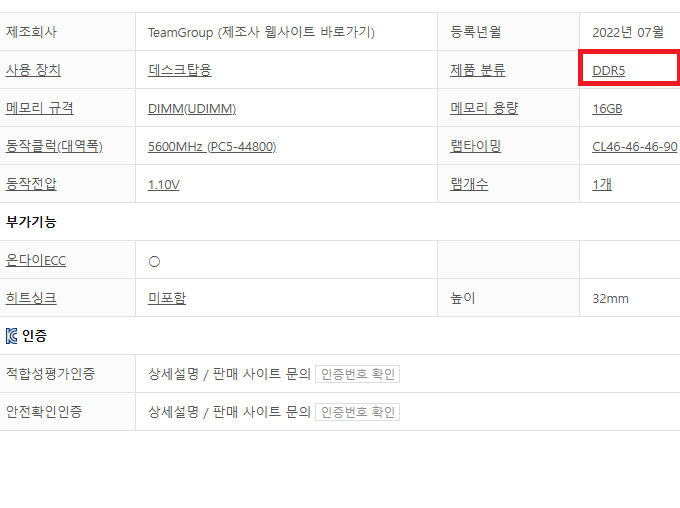 제조회사 TeamGroup (제조사 웹사이트 바로가기) 등록년월 2022년 07월
사용 장치 데스크탑용 제품 분류 DDR5
메모리 규격 DIMM(UDIMM) 메모리 용량 16GB
동작클럭(대역폭) 5600MHz (PC5-44800) 램타이밍 CL46-46-46-90
동작전압 1.10V 램개수 1개
부가기능
온다이ECC ○
히트싱크 미포함 높이 32mm
인증
적합성평가인증 상세설명 / 판매 사이트 문의 인증번호 확인
안전확인인증 상세설명 / 판매 사이트 문의 인증번호 확인